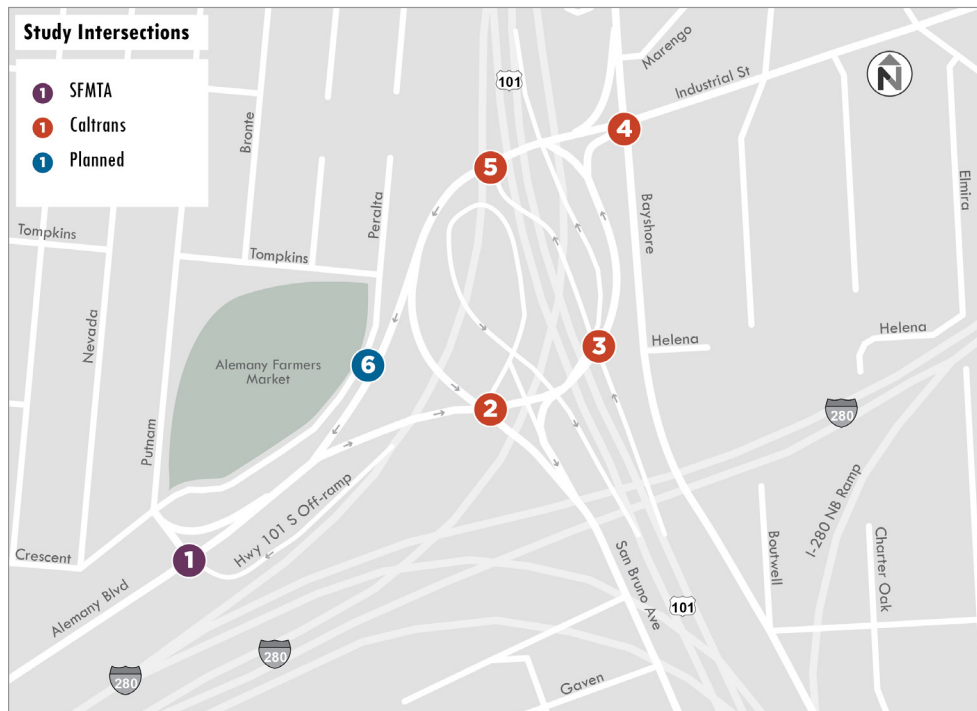 Study Intersections
1 SFMTA
1 Caltrans
1 Planned
Marengo
101
Industrial St
N
4
5
Bronte
Peralta
Bayshore
Elmira
Tompkins
Tompkins
Nevada
Helena
Helena
3
6
Alemany Farmers
Market
280
2
Putnam
Hwy 101 S Off-ramp
I-280 NB Ramp
Crescent
1
Boutwell
Charter Oak
San Bruno Ave
Alemany Blvd
101
280
280
Gaven